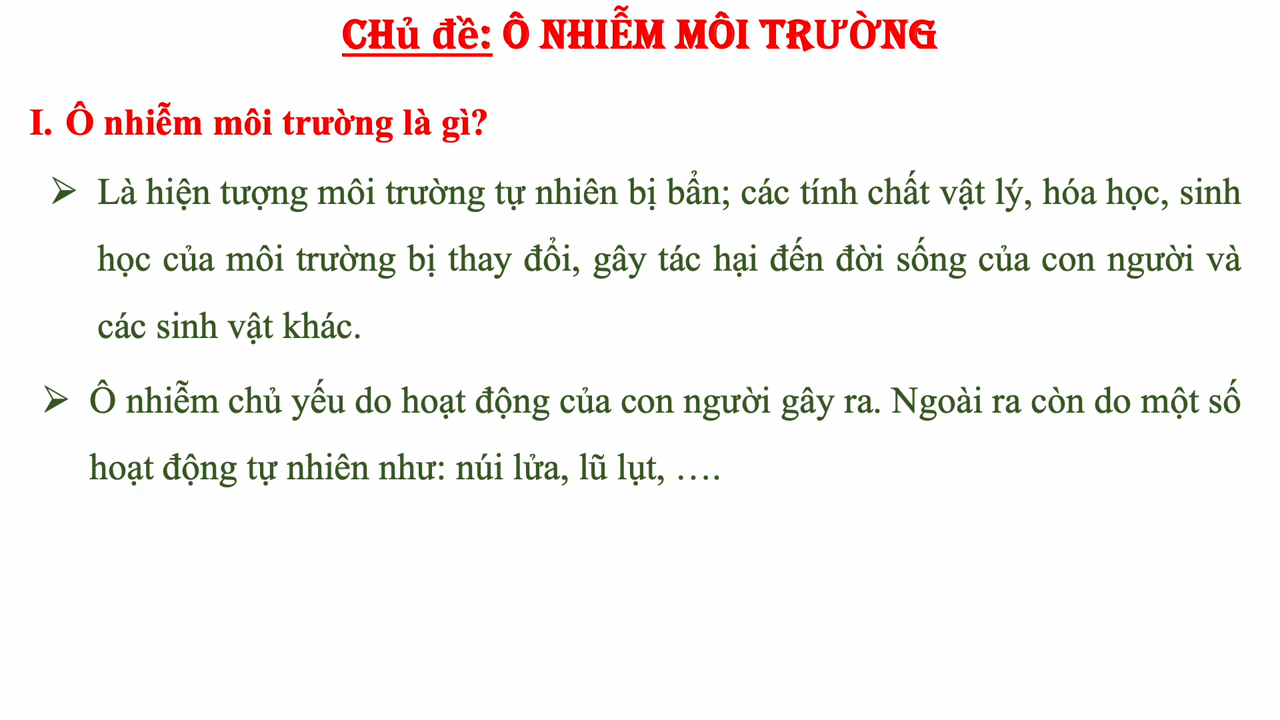 Chủ đề: Ô NHIỄM MÔI TRƯỜNG
I. Ô nhiễm môi trường là gì?
➢ Là hiện tượng môi trường tự nhiên bị bẩn; các tính chất vật lý, hóa học, sinh
học của môi trường bị thay đổi, gây tác hại đến đời sống của con người và
các sinh vật khác.
➢ Ô nhiễm chủ yếu do hoạt động của con người gây ra. Ngoài ra còn do một số
hoạt động tự nhiên như: núi lửa, lũ lụt, ….